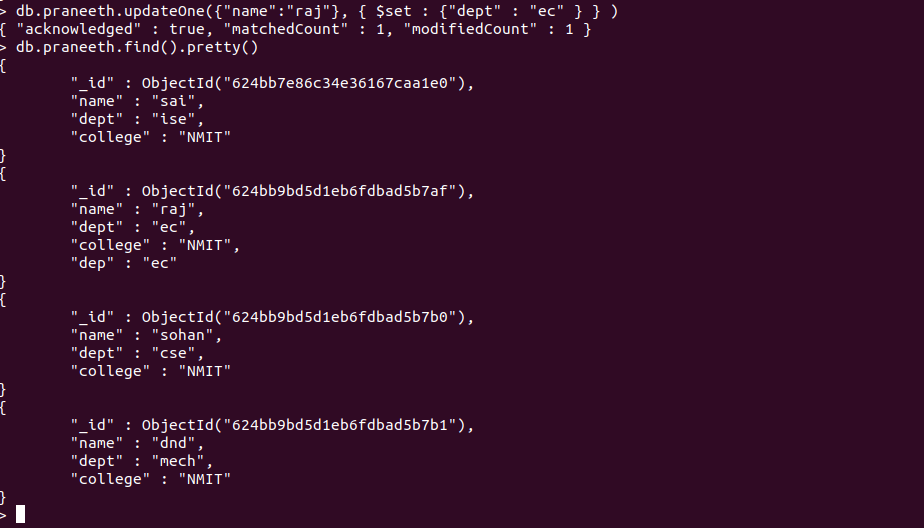 > db.praneeth.updateOne({"name":"raj"}, { $set : {"dept" : "ec" } } )
{ "acknowledged" : true, "matchedCount" : 1, "modifiedCount" : 1 }
> db.praneeth.find().pretty()
{
        "_id" : ObjectId("624bb7e86c34e36167caa1e0"),
        "name" : "sai",
        "dept" : "ise",
        "college" : "NMIT"
}
{
        "_id" : ObjectId("624bb9bd5d1eb6fdbad5b7af"),
        "name" : "raj",
        "dept" : "ec",
        "college" : "NMIT",
        "dep" : "ec"
}
{
        "_id" : ObjectId("624bb9bd5d1eb6fdbad5b7b0"),
        "name" : "sohan",
        "dept" : "cse",
        "college" : "NMIT"
}
{
        "_id" : ObjectId("624bb9bd5d1eb6fdbad5b7b1"),
        "name" : "dnd",
        "dept" : "mech",
        "college" : "NMIT"
}
>